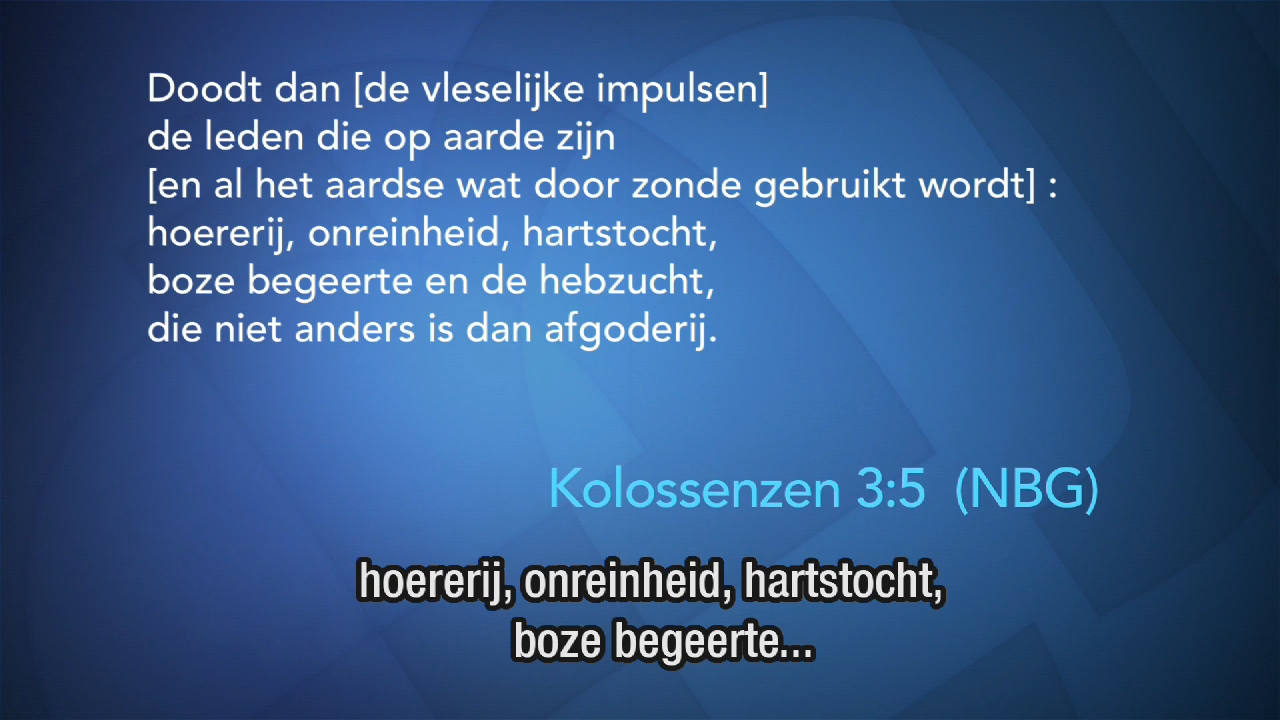 Doodt dan [de vleselijke impulsen]
de leden die op aarde zijn
[en al het aardse wat door zonde gebruikt wordt] :
hoererij, onreinheid, hartstocht,
boze begeerte en de hebzucht,
die niet anders is dan afgoderij.
Kolossenzen 3:5 (NBG)
hoererij, onreinheid, hartstocht,
boze begeerte...